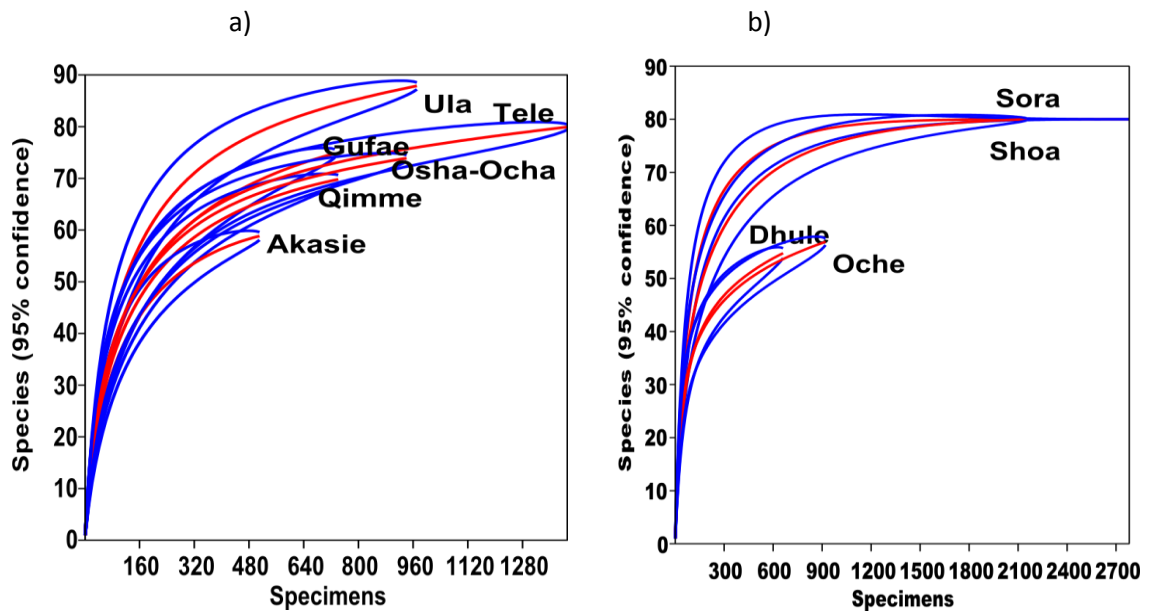 a)
90
80
70
60
50
40
30
20
10
0
Species (95% confidence)
Ula
Tele
Gufae
Osha-Ocha
Qimme
Akasie
160 320 480 640 800 960 1120 1280
Specimens
b)
90
80
70
60
50
40
30
20
10
0
Species (95% confidence)
Sora
Shoa
Dhule
Oche
300 600 900 1200 1500 1800 2100 2400 2700
Specimens